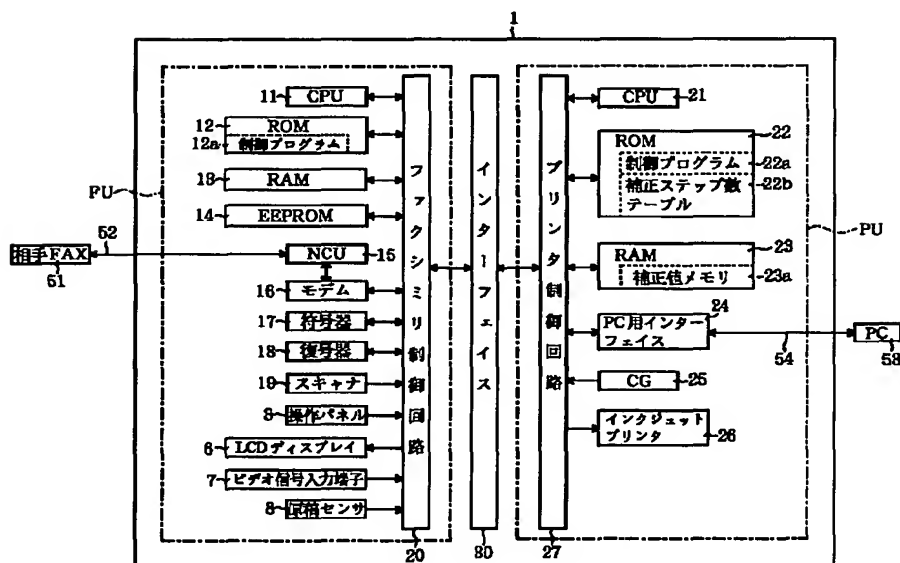 1
11 CPU
12 ROM
12a 制御プログラム
13 RAM
14 EEPROM
NCU 15
16 モデム
17 符号器
18 復号器
19 スキャナ
8 操作パネル
6 LCDディスプレイ
7 ビデオ信号入力端子
8 原稿センサ
FU
52
相手FAX
51
ファクシミリ制御回路
20
インターフェイス
80
プリンタ制御回路
27
CPU 21
ROM 22
制御プログラム 22a
補正ステップ数 22b
テーブル
PU
RAM 23
補正値メモリ 23a
24
PC用インター
フェイス
54
PC
53
CG 25
インクジェット
プリンタ
26